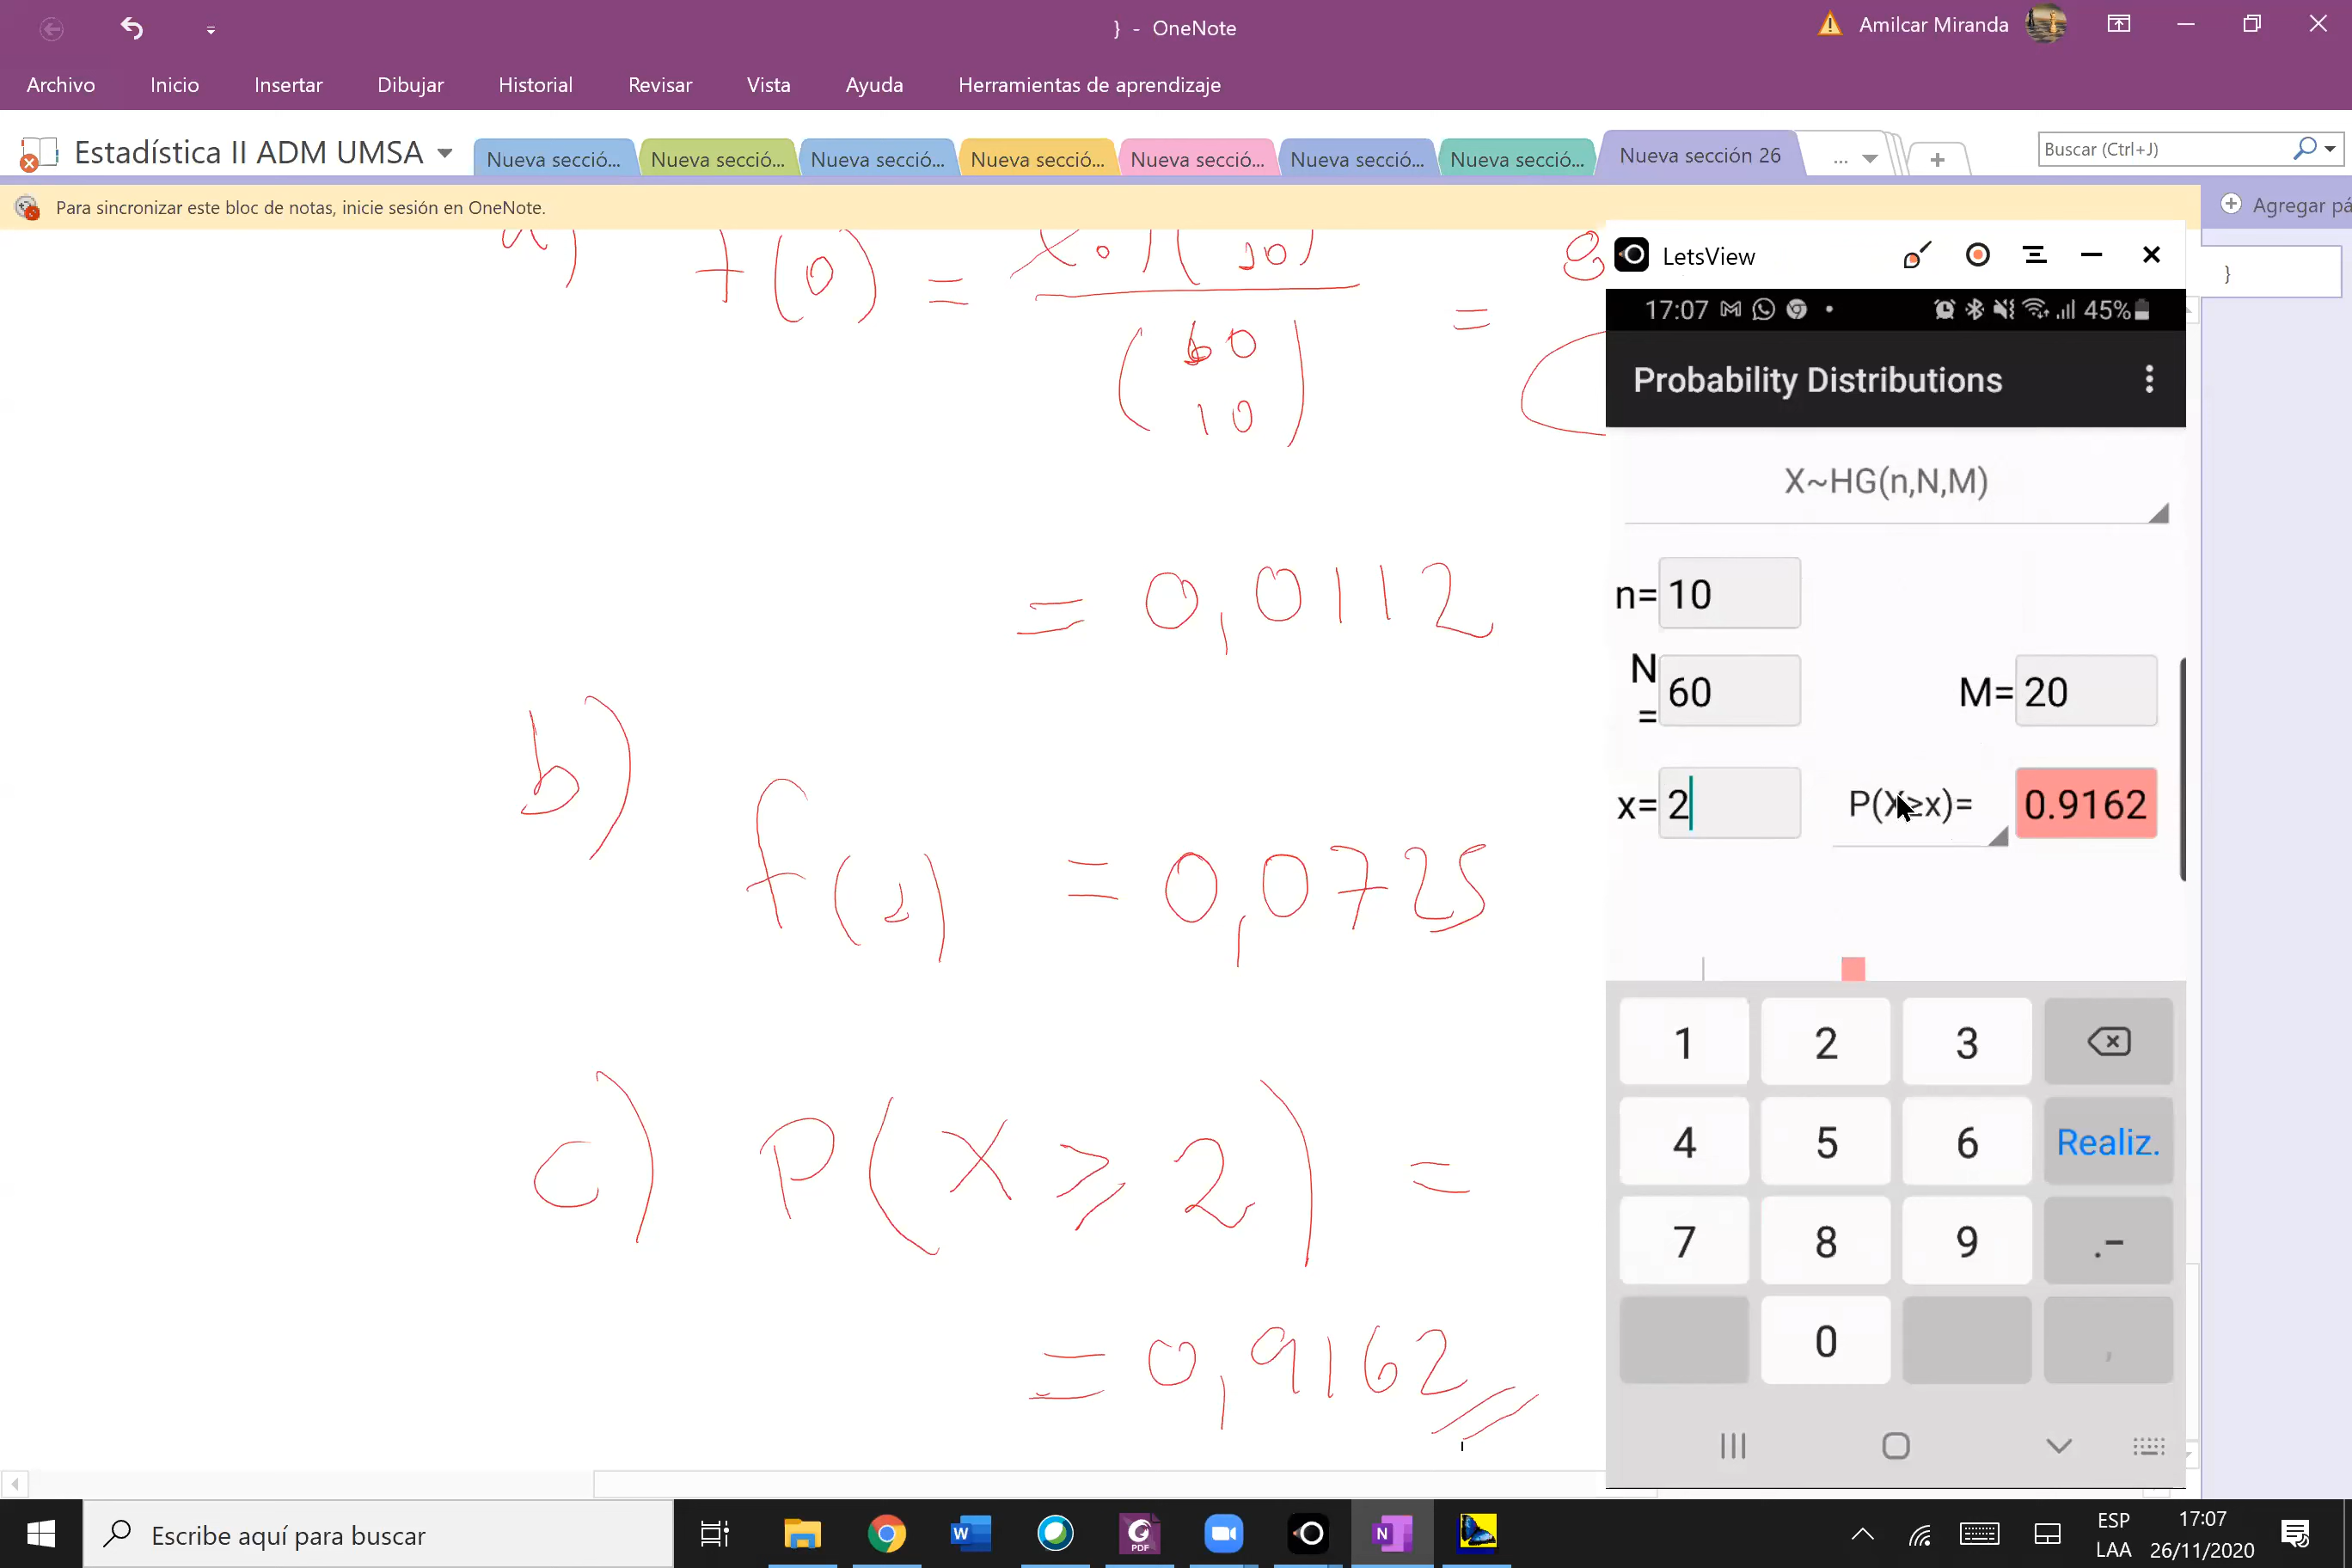 } - OneNote
Amilcar Miranda
Archivo Inicio Insertar Dibujar Historial Revisar Vista Ayuda Herramientas de aprendizaje
Estadística II ADM UMSA
Nueva secció... Nueva secció... Nueva secció... Nueva secció... Nueva secció... Nueva secció... Nueva secció... Nueva sección 26 ... +
Buscar (Ctrl+J)
Para sincronizar este bloc de notas, inicie sesión en OneNote.
Agregar pá
}
f(0) =
(60
10)
=
= 0,0112
b)
f(2) = 0,0725
c) P(X ≥ 2) =
= 0,9162
LetsView
17:07 45%
Probability Distributions
X~HG(n,N,M)
n= 10
N= 60 M= 20
x= 2 P(X≥x)= 0.9162
1 2 3
4 5 6 Realiz.
7 8 9 .-
0 ,
Escribe aquí para buscar
ESP
LAA
17:07
26/11/2020